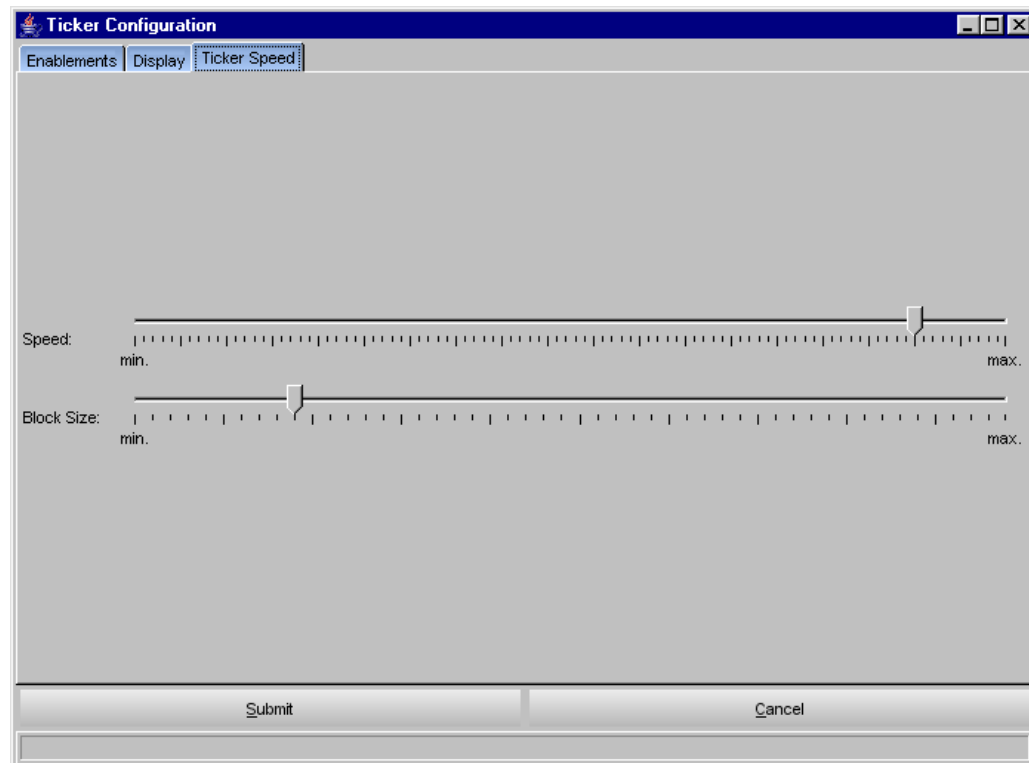 Ticker Configuration
Enablements Display Ticker Speed
Speed:
min. max.
Block Size:
min. max.
Submit Cancel